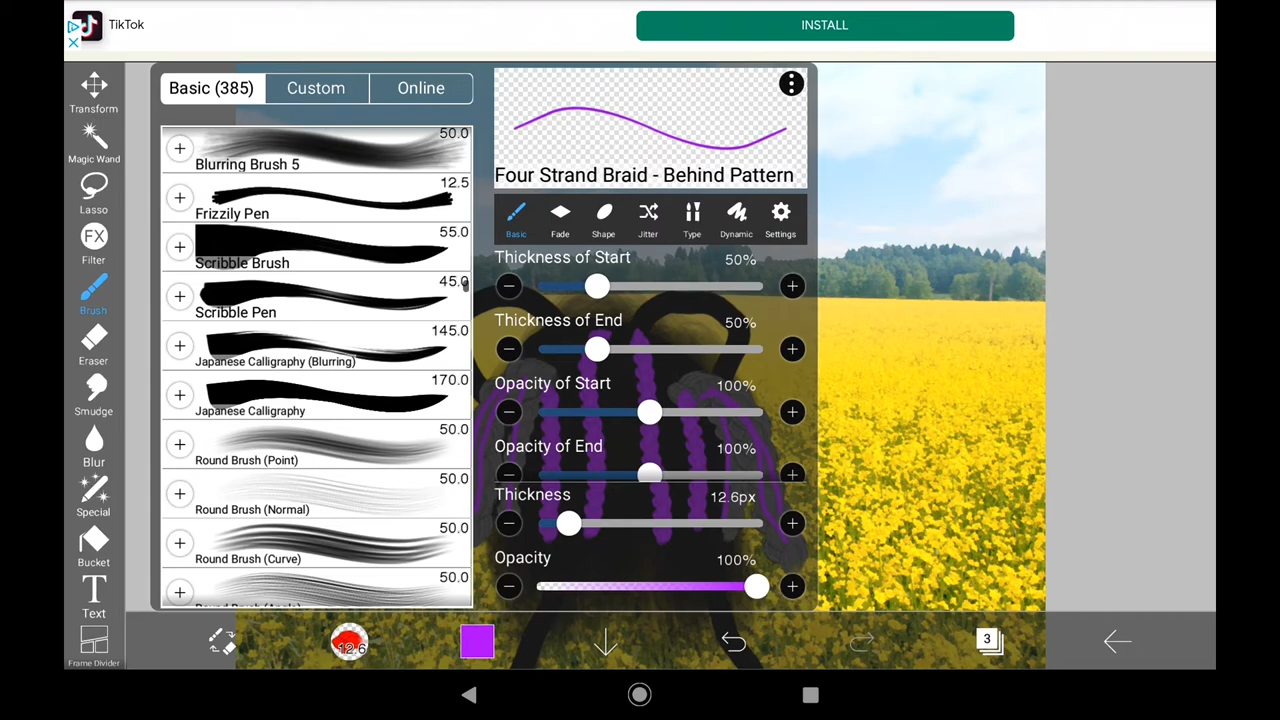 TikTok
INSTALL
Transform
Magic Wand
Lasso
FX
Filter
Brush
Eraser
Smudge
Blur
Special
Bucket
T
Text
Frame Divider
Basic (385)
Custom
Online
50.0
Blurring Brush 5
12.5
Frizzily Pen
55.0
Scribble Brush
45.0
Scribble Pen
145.0
Japanese Calligraphy (Blurring)
170.0
Japanese Calligraphy
50.0
Round Brush (Point)
50.0
Round Brush (Normal)
50.0
Round Brush (Curve)
50.0
Round Brush (Angle)
Four Strand Braid - Behind Pattern
Basic
Fade
Shape
Jitter
Type
Dynamic
Settings
Thickness of Start 50%
Thickness of End 50%
Opacity of Start 100%
Opacity of End 100%
Thickness 12.6px
Opacity 100%
12.6
3